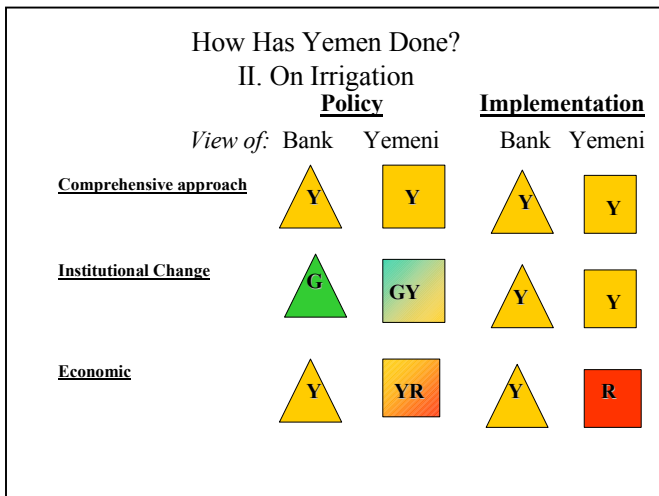 How Has Yemen Done?
II. On Irrigation
Policy Implementation
View of: Bank Yemeni Bank Yemeni
Comprehensive approach Y Y Y Y
Institutional Change G GY Y Y
Economic Y YR Y R